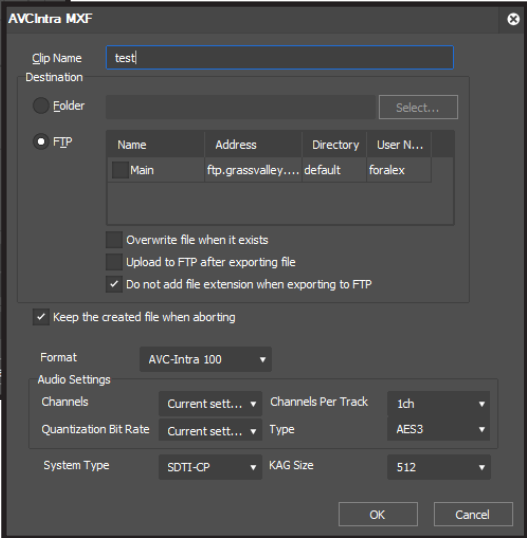 AVCIntra MXF
Clip Name test
Destination
Folder Select...
FTP
Name Address Directory User N...
Main ftp.grassvalley.... default foralex
Overwrite file when it exists
Upload to FTP after exporting file
Do not add file extension when exporting to FTP
Keep the created file when aborting
Format AVC-Intra 100
Audio Settings
Channels Current sett... Channels Per Track 1ch
Quantization Bit Rate Current sett... Type AES3
System Type SDTI-CP KAG Size 512
OK Cancel